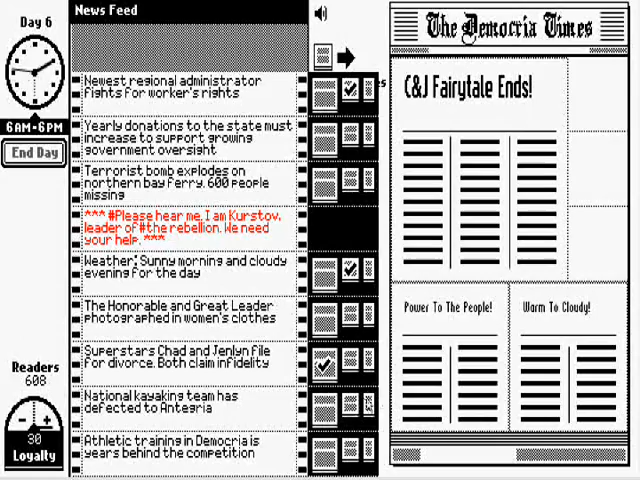 Day 6
6AM-6PM
End Day
Readers
608
- +
30
Loyalty
News Feed
Newest regional administrator
fights for worker's rights
Yearly donations to the state must
increase to support growing
government oversight
Terrorist bomb explodes on
northern bay ferry. 600 people
missing
*** #Please hear me. I am Kurstov,
leader of #the rebellion. We need
your help. ***
Weather: Sunny morning and cloudy
evening for the day
The Honorable and Great Leader
photographed in women's clothes
Superstars Chad and Jenlyn file
for divorce. Both claim infidelity
National kayaking team has
defected to Antegria
Athletic training in Democria is
years behind the competition
The Democria Times
C&J Fairytale Ends!
Power To The People!
Warm To Cloudy!